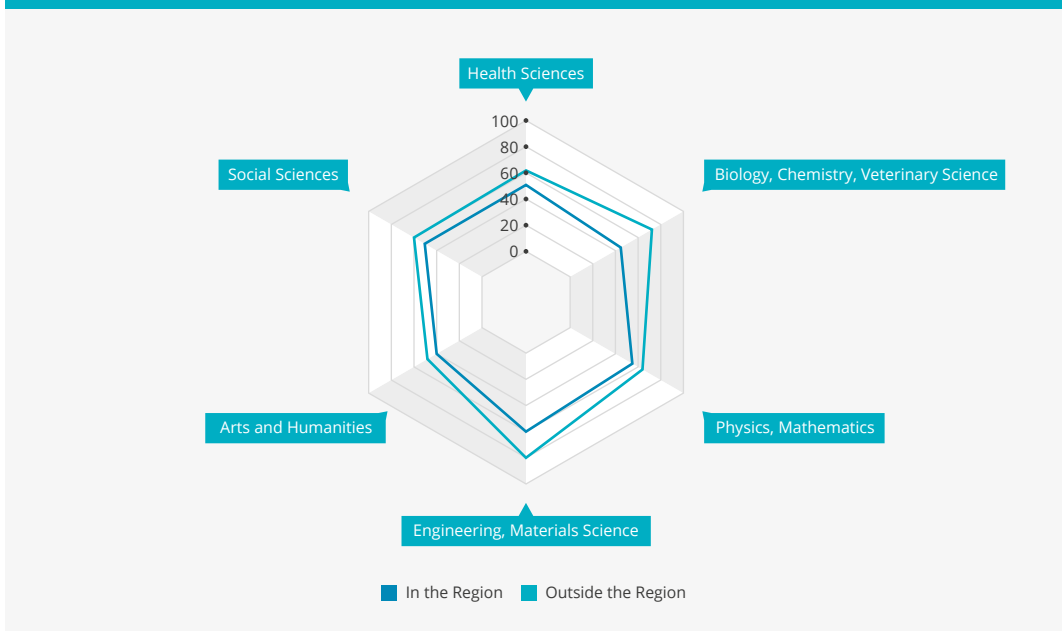 Health Sciences
100
80
60
40
20
0
Social Sciences
Biology, Chemistry, Veterinary Science
Arts and Humanities
Physics, Mathematics
Engineering, Materials Science
In the Region
Outside the Region